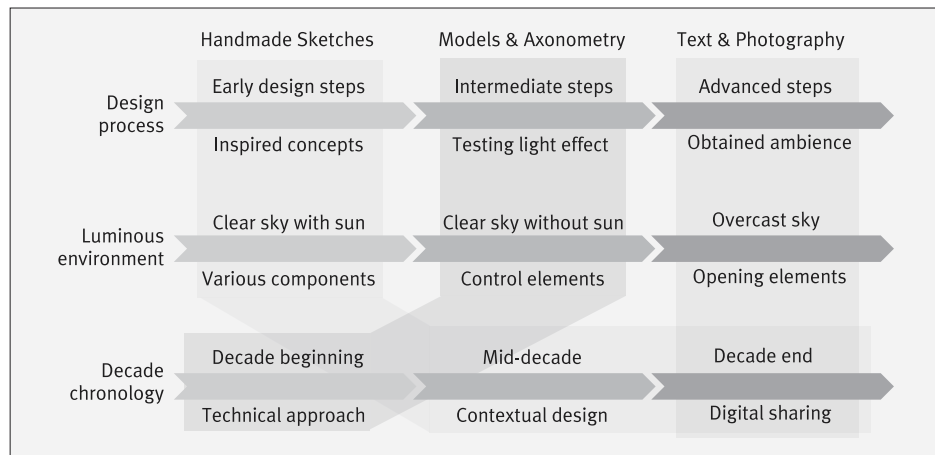 Handmade Sketches
Models & Axonometry
Text & Photography
Design
process
Early design steps
Intermediate steps
Advanced steps
Inspired concepts
Testing light effect
Obtained ambience
Luminous
environment
Clear sky with sun
Clear sky without sun
Overcast sky
Various components
Control elements
Opening elements
Decade
chronology
Decade beginning
Mid-decade
Decade end
Technical approach
Contextual design
Digital sharing